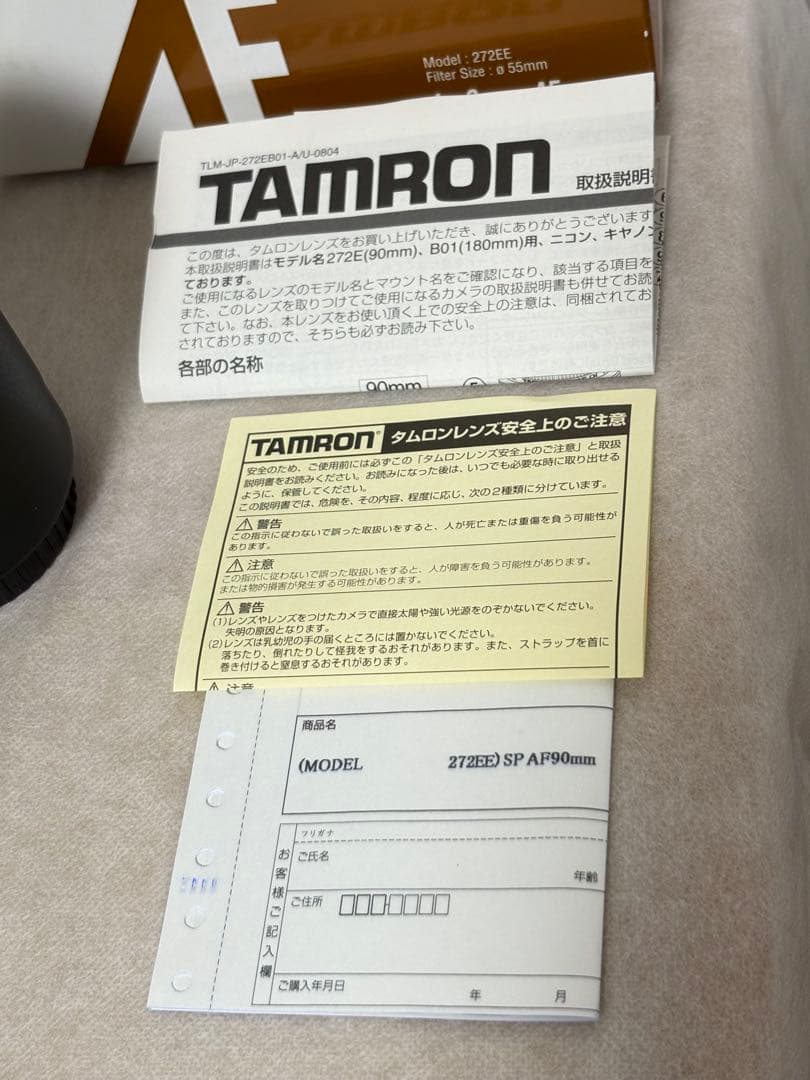 AF
Model : 272EE
Filter Size : ø 55mm
TLM-JP-272EB01-A/U-0804
TAMRON
取扱説明
この度は、タムロンレンズをお買い上げいただき、誠にありがとうございます
本取扱説明書はモデル名272E(90mm)、B01(180mm)用、ニコン、キヤノン
ております。
ご使用になるレンズのモデル名とマウント名をご確認になり、該当する項目を
また、このレンズを取りつけてご使用になるカメラの取扱説明書も併せてお読
て下さい。なお、本レンズをお使い頂く上での安全上の注意は、同梱されてお
されておりますので、そちらも必ずお読み下さい。
各部の名称
90mm
TAMRON® タムロンレンズ安全上のご注意
安全のため、ご使用前には必ずこの「タムロンレンズ安全上のご注意」と取扱
説明書をお読みください。お読みになった後は、いつでも必要な時に取り出せる
ように、保管してください。
この説明書では、危険を、その内容、程度に応じ、次の2種類に分けています。
⚠ 警告
この指示に従わないで誤った取扱いをすると、人が死亡または重傷を負う可能性が
あります。
⚠ 注意
この指示に従わないで誤った取扱いをすると、人が障害を負う可能性があります。
または物的損害が発生する可能性があります。
⚠ 警告
(1)レンズやレンズをつけたカメラで直接太陽や強い光源をのぞかないでください。
失明の原因となります。
(2)レンズは乳幼児の手の届くところには置かないでください。
落ちたり、倒れたりして怪我をするおそれがあります。また、ストラップを首に
巻き付けると窒息するおそれがあります。
⚠ 注意
商品名
(MODEL 272EE) SP AF90mm
お客様ご記入欄
フリガナ
ご氏名
年齢
ご住所
ご購入年月日 年 月